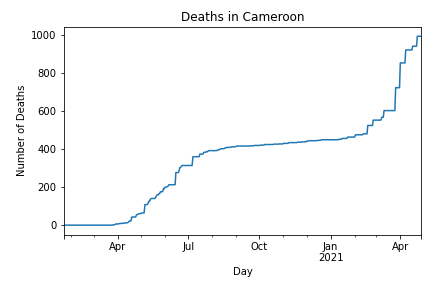 Deaths in Cameroon
1000
800
600
400
200
0
Number of Deaths
Apr
Jul
Oct
Jan
2021
Apr
Day